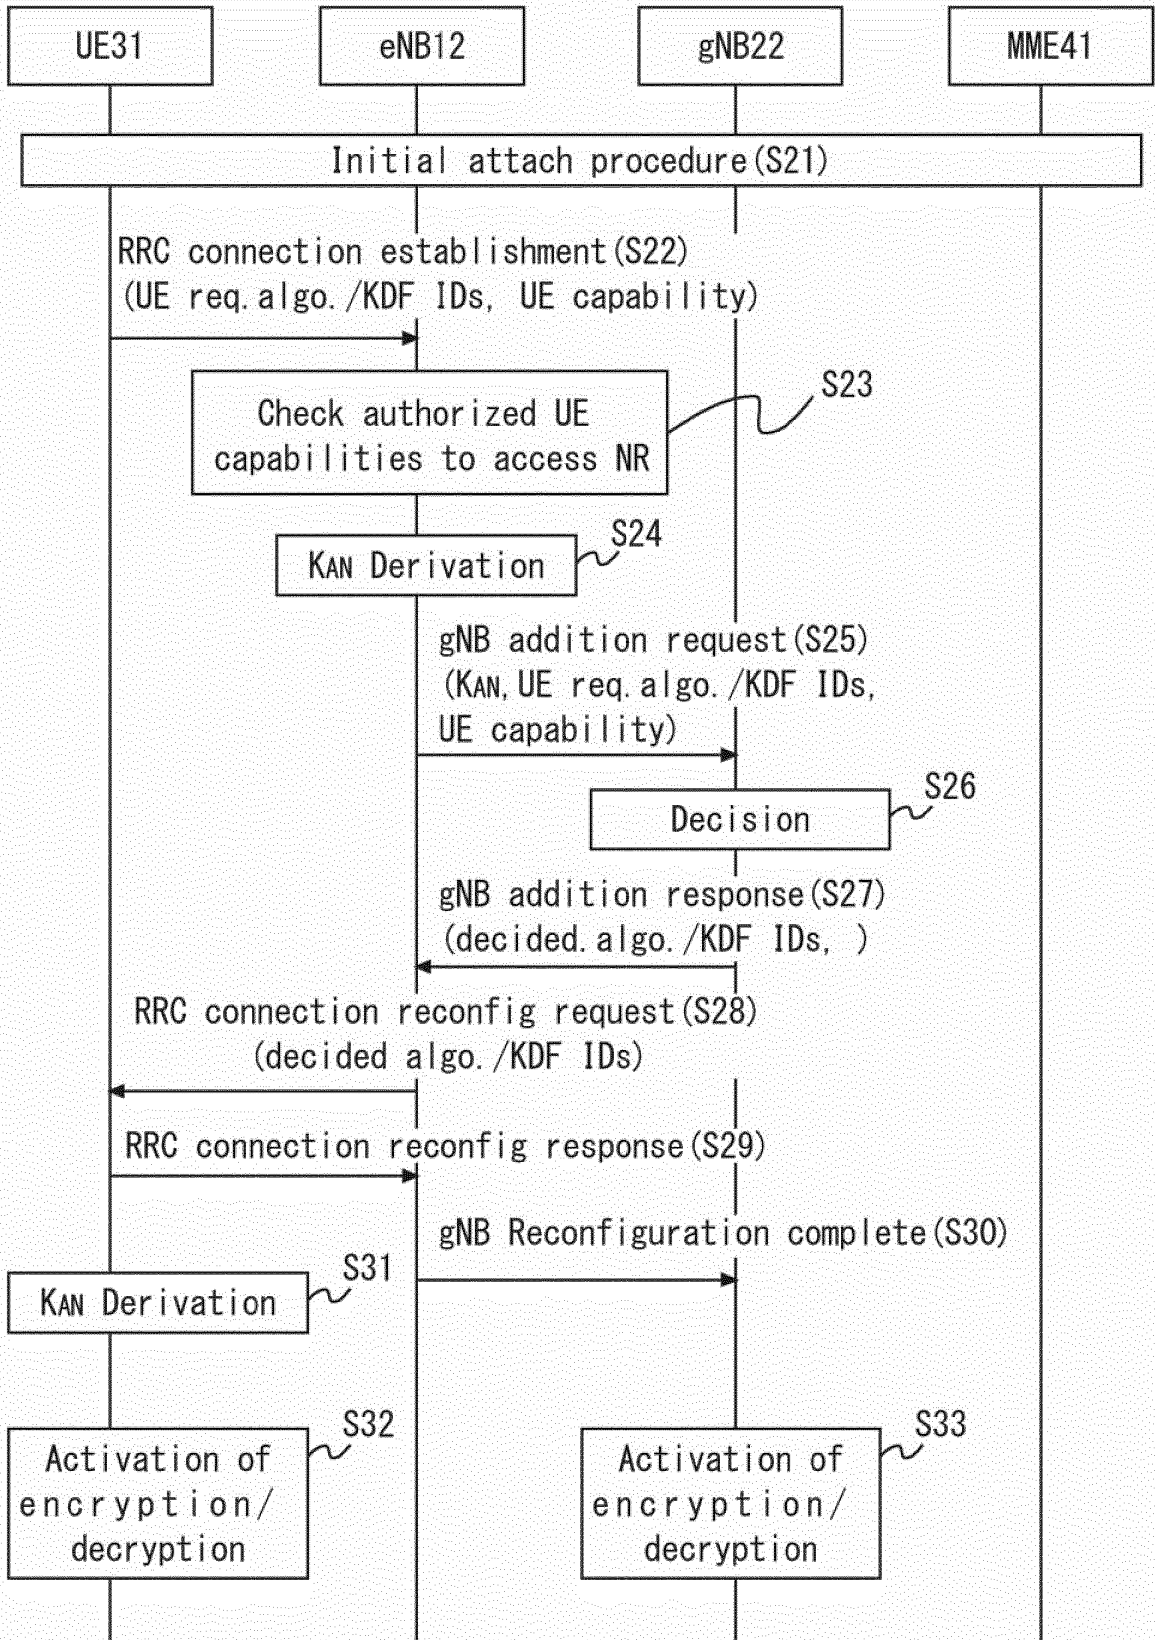 UE31
eNB12
gNB22
MME41
Initial attach procedure(S21)
RRC connection establishment(S22)
(UE req.algo./KDF IDs, UE capability)
S23
Check authorized UE
capabilities to access NR
S24
KAN Derivation
gNB addition request(S25)
(KAN,UE req.algo./KDF IDs,
UE capability)
S26
Decision
gNB addition response(S27)
(decided.algo./KDF IDs, )
RRC connection reconfig request(S28)
(decided algo./KDF IDs)
RRC connection reconfig response(S29)
gNB Reconfiguration complete(S30)
S31
KAN Derivation
S32
Activation of
encryption/
decryption
S33
Activation of
encryption/
decryption